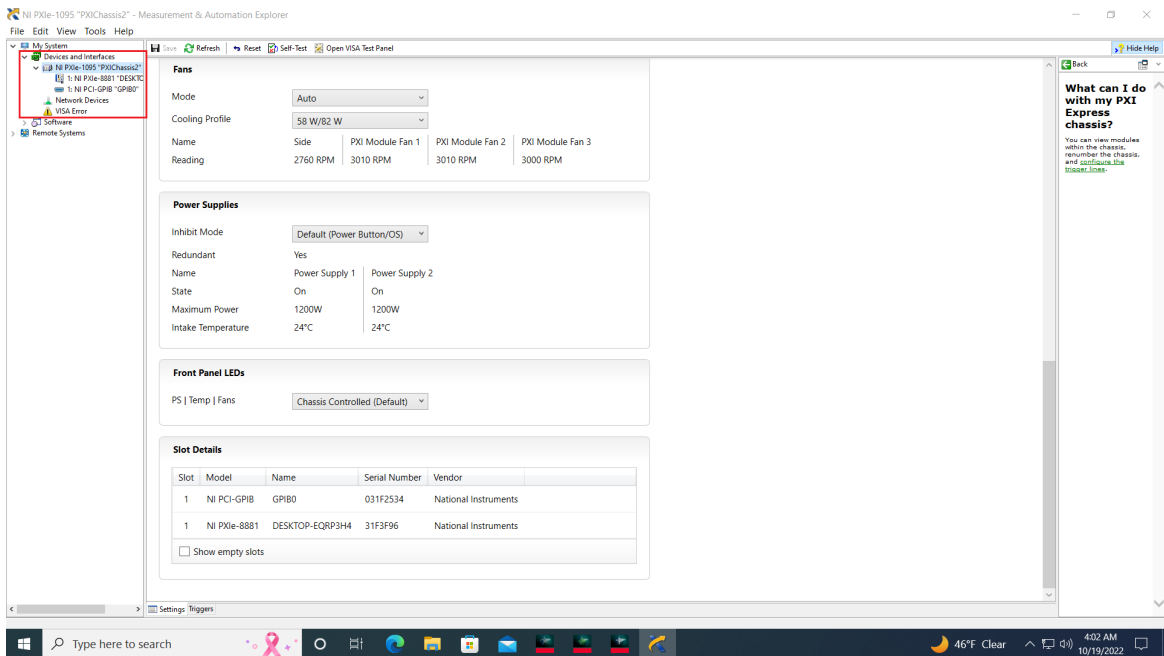 NI PXIe-1095 "PXIChassis2" - Measurement & Automation Explorer
File Edit View Tools Help
My System
Devices and Interfaces
NI PXIe-1095 "PXIChassis2"
1: NI PXIe-8881 "DESKTO
1: NI PCI-GPIB "GPIB0"
Network Devices
VISA Error
Software
Remote Systems
Save Refresh Reset Self-Test Open VISA Test Panel
Hide Help
Fans
Mode Auto
Cooling Profile 58 W/82 W
Name Side PXI Module Fan 1 PXI Module Fan 2 PXI Module Fan 3
Reading 2760 RPM 3010 RPM 3010 RPM 3000 RPM
Power Supplies
Inhibit Mode Default (Power Button/OS)
Redundant Yes
Name Power Supply 1 Power Supply 2
State On On
Maximum Power 1200W 1200W
Intake Temperature 24°C 24°C
Front Panel LEDs
PS | Temp | Fans Chassis Controlled (Default)
Slot Details
Slot Model Name Serial Number Vendor
1 NI PCI-GPIB GPIB0 031F2534 National Instruments
1 NI PXIe-8881 DESKTOP-EQRP3H4 31F3F96 National Instruments
Show empty slots
Settings Triggers
Back
What can I do
with my PXI
Express
chassis?
You can view modules
within the chassis,
renumber the chassis,
and configure the
trigger lines.
Type here to search
46°F Clear
4:02 AM
10/19/2022